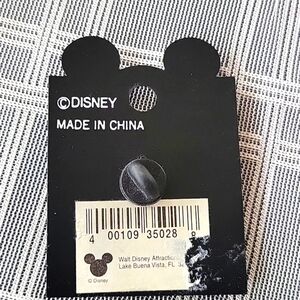 ©DISNEY
MADE IN CHINA
4 00109 35028
Walt Disney Attractio
Lake Buena Vista, FL
© Disney